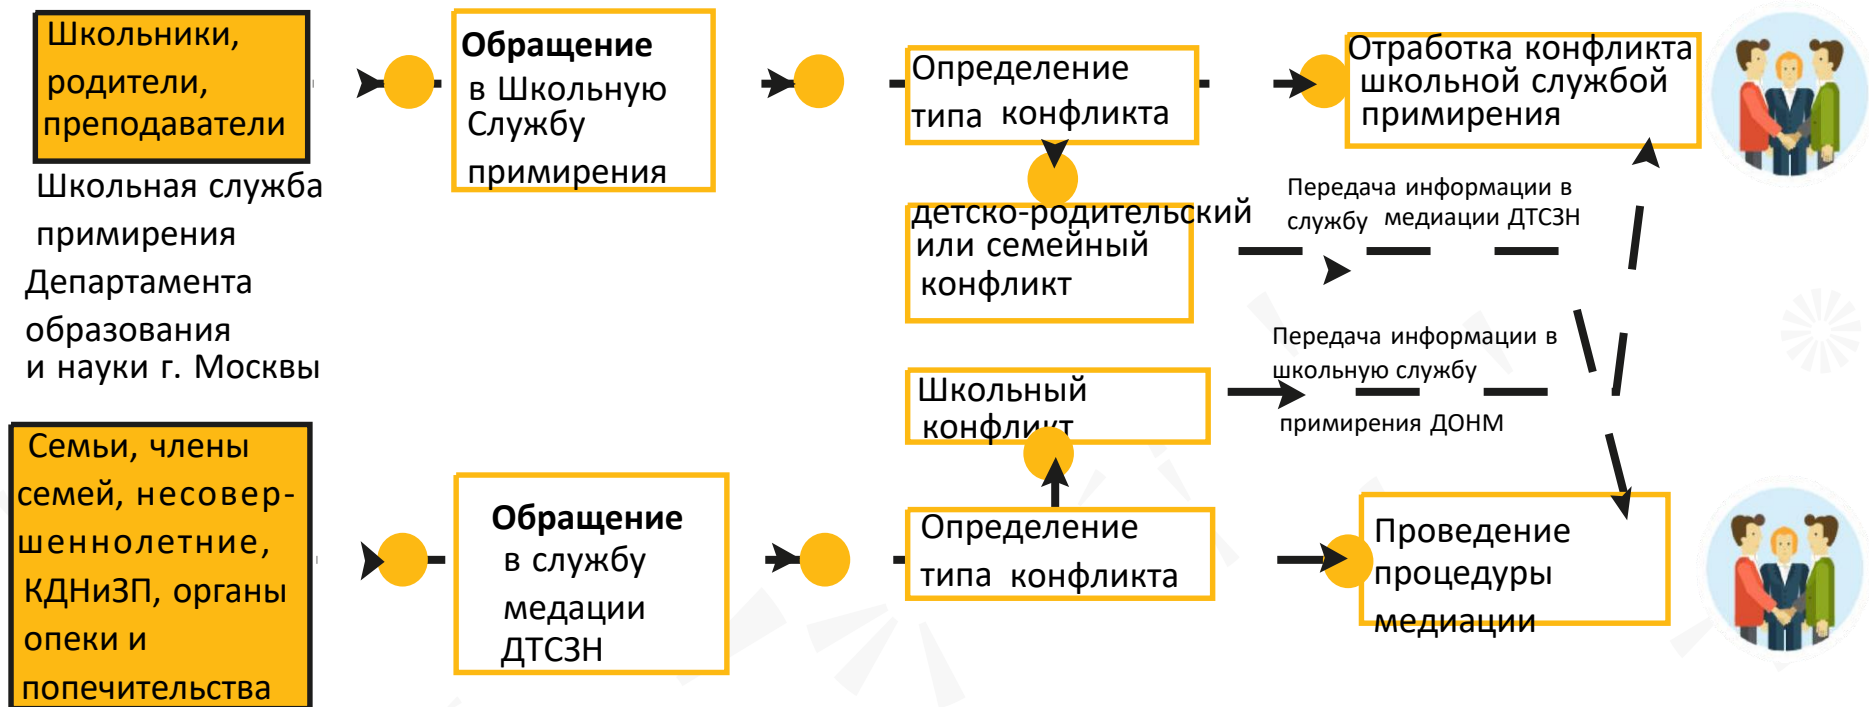 Школьники,
родители,
преподаватели
Школьная служба
примирения
Департамента
образования
и науки г. Москвы
Обращение
в Школьную
Службу
примирения
Определение
типа конфликта
Отработка конфликта
школьной службой
примирения
детско-родительский
или семейный
конфликт
Передача информации в
службу медиации ДТСЗН
Школьный
конфликт
Передача информации в
школьную службу
примирения ДОНМ
Семьи, члены
семей, несовер-
шеннолетние,
КДНиЗП, органы
опеки и
попечительства
Обращение
в службу
медации
ДТСЗН
Определение
типа конфликта
Проведение
процедуры
медиации